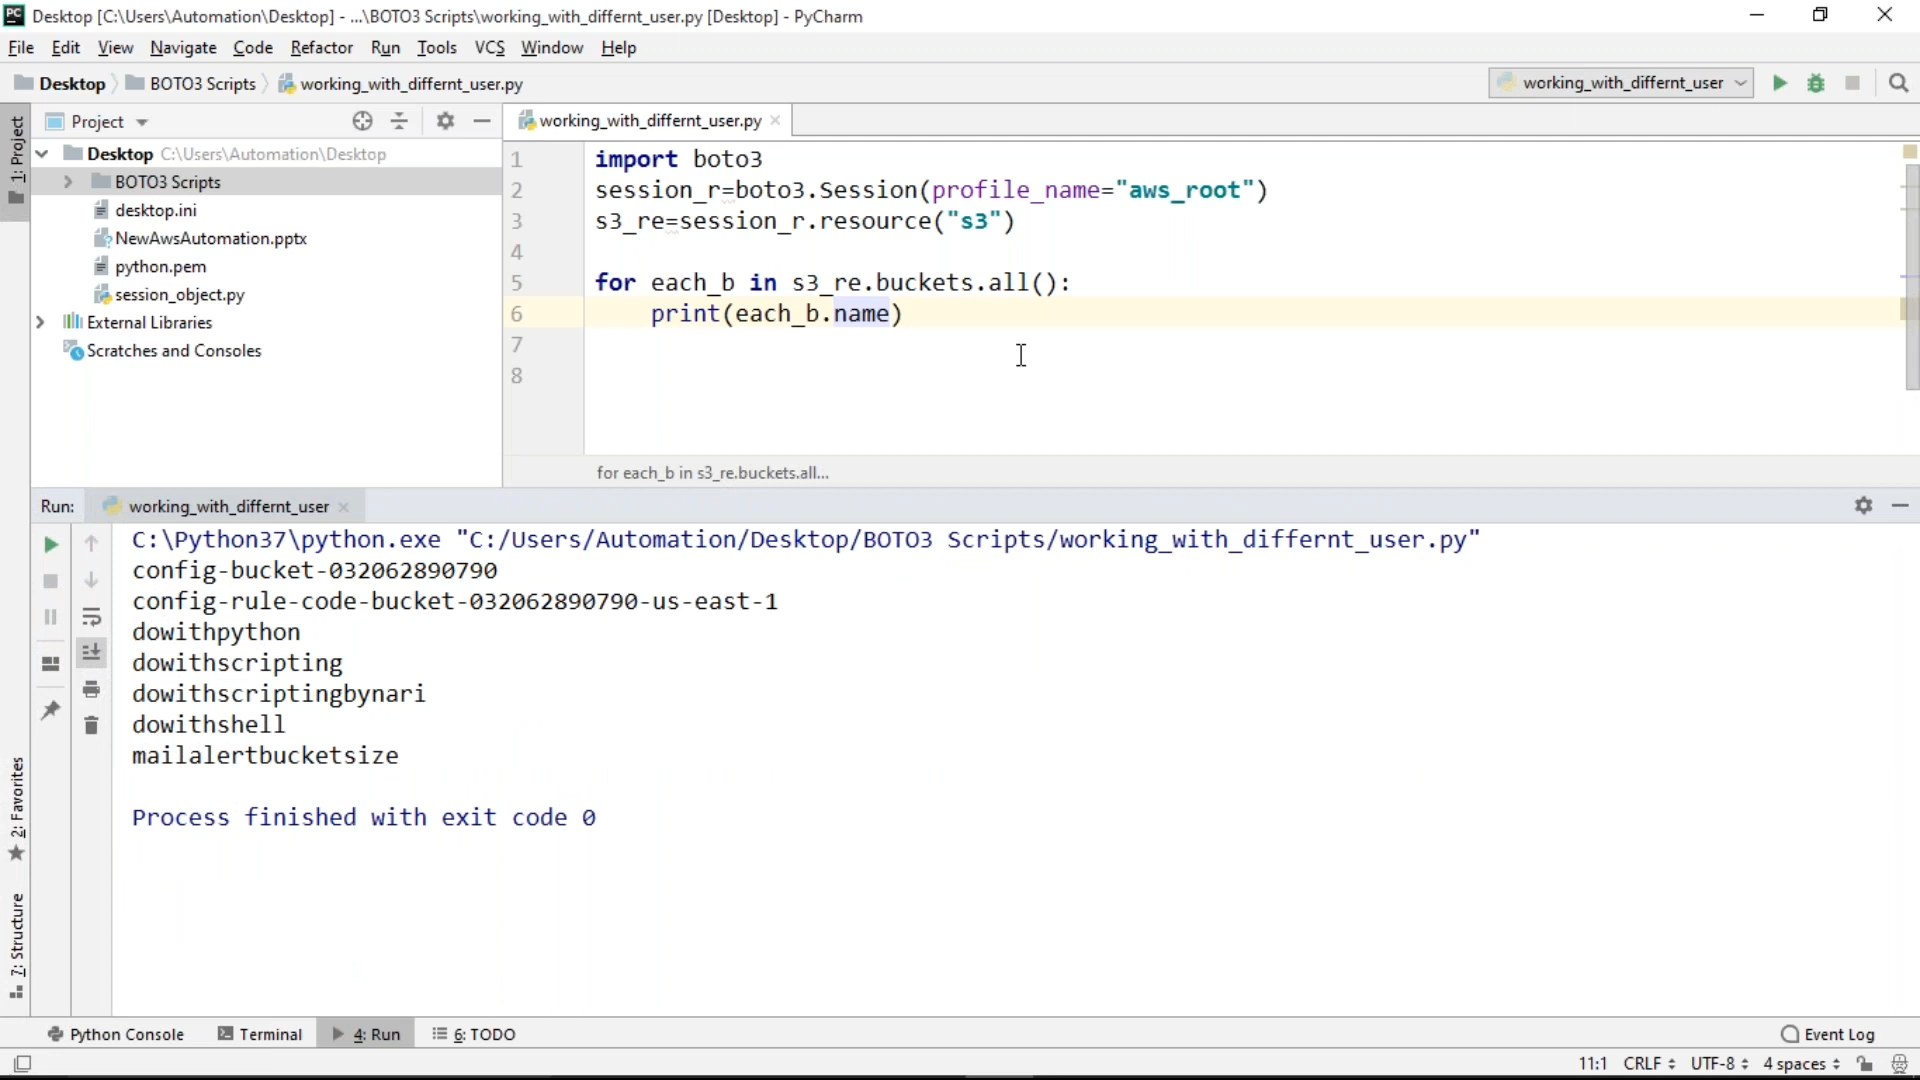 PC Desktop [C:\Users\Automation\Desktop] - ...\BOTO3 Scripts\working_with_differnt_user.py [Desktop] - PyCharm
File Edit View Navigate Code Refactor Run Tools VCS Window Help
Desktop BOTO3 Scripts working_with_differnt_user.py working_with_differnt_user
1: Project
Project working_with_differnt_user.py
Desktop C:\Users\Automation\Desktop
BOTO3 Scripts
desktop.ini
NewAwsAutomation.pptx
python.pem
session_object.py
External Libraries
Scratches and Consoles
1 import boto3
2 session_r=boto3.Session(profile_name="aws_root")
3 s3_re=session_r.resource("s3")
4
5 for each_b in s3_re.buckets.all():
6     print(each_b.name)
7
8
for each_b in s3_re.buckets.all...
Run: working_with_differnt_user
C:\Python37\python.exe "C:/Users/Automation/Desktop/BOTO3 Scripts/working_with_differnt_user.py"
config-bucket-032062890790
config-rule-code-bucket-032062890790-us-east-1
dowithpython
dowithscripting
dowithscriptingbynari
dowithshell
mailalertbucketsize
Process finished with exit code 0
2: Favorites
7: Structure
Python Console Terminal 4: Run 6: TODO Event Log
11:1 CRLF UTF-8 4 spaces